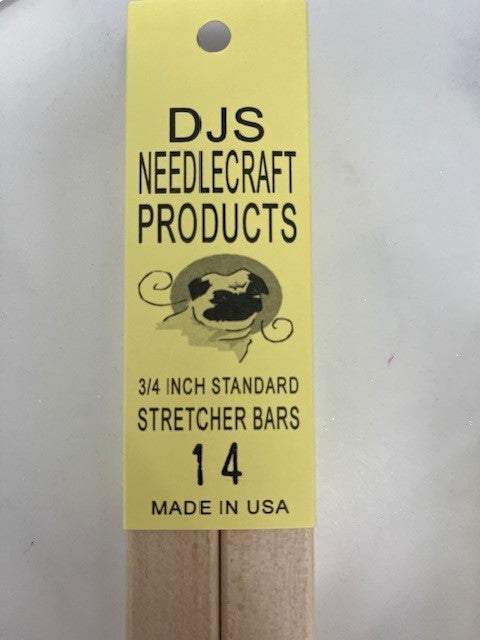 DJS
NEEDLECRAFT
PRODUCTS
3/4 INCH STANDARD
STRETCHER BARS
14
MADE IN USA